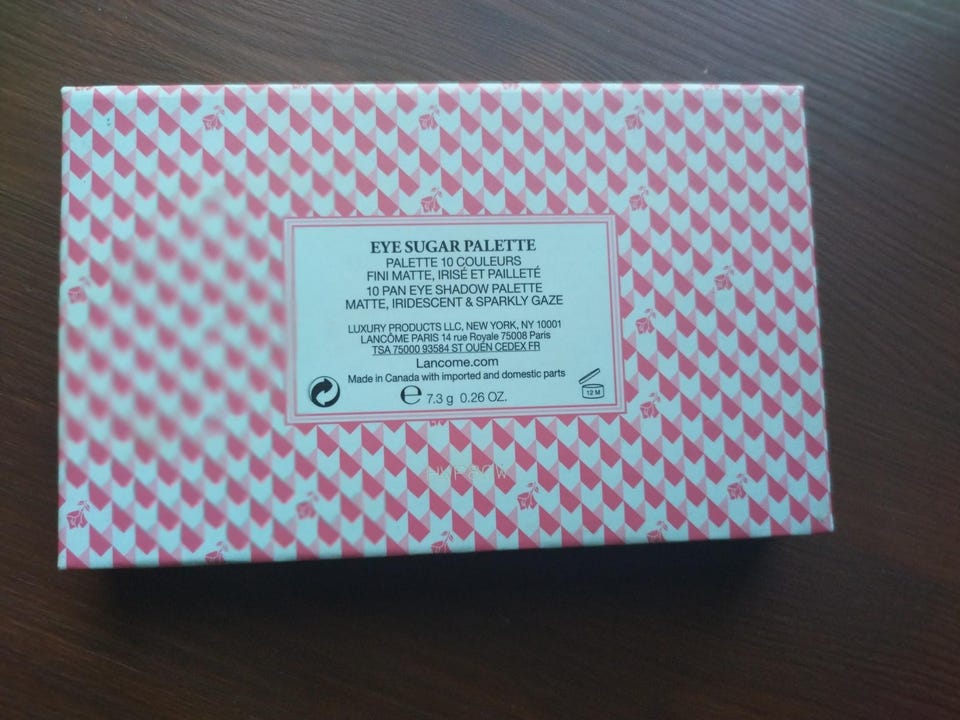 EYE SUGAR PALETTE
PALETTE 10 COULEURS
FINI MATTE, IRISÉ ET PAILLETÉ
10 PAN EYE SHADOW PALETTE
MATTE, IRIDESCENT & SPARKLY GAZE
LUXURY PRODUCTS LLC, NEW YORK, NY 10001
LANCÔME PARIS 14 rue Royale 75008 Paris
TSA 75000 93584 ST OUEN CEDEX FR
Lancome.com
Made in Canada with imported and domestic parts
℮ 7.3 g 0.26 OZ.
12 M